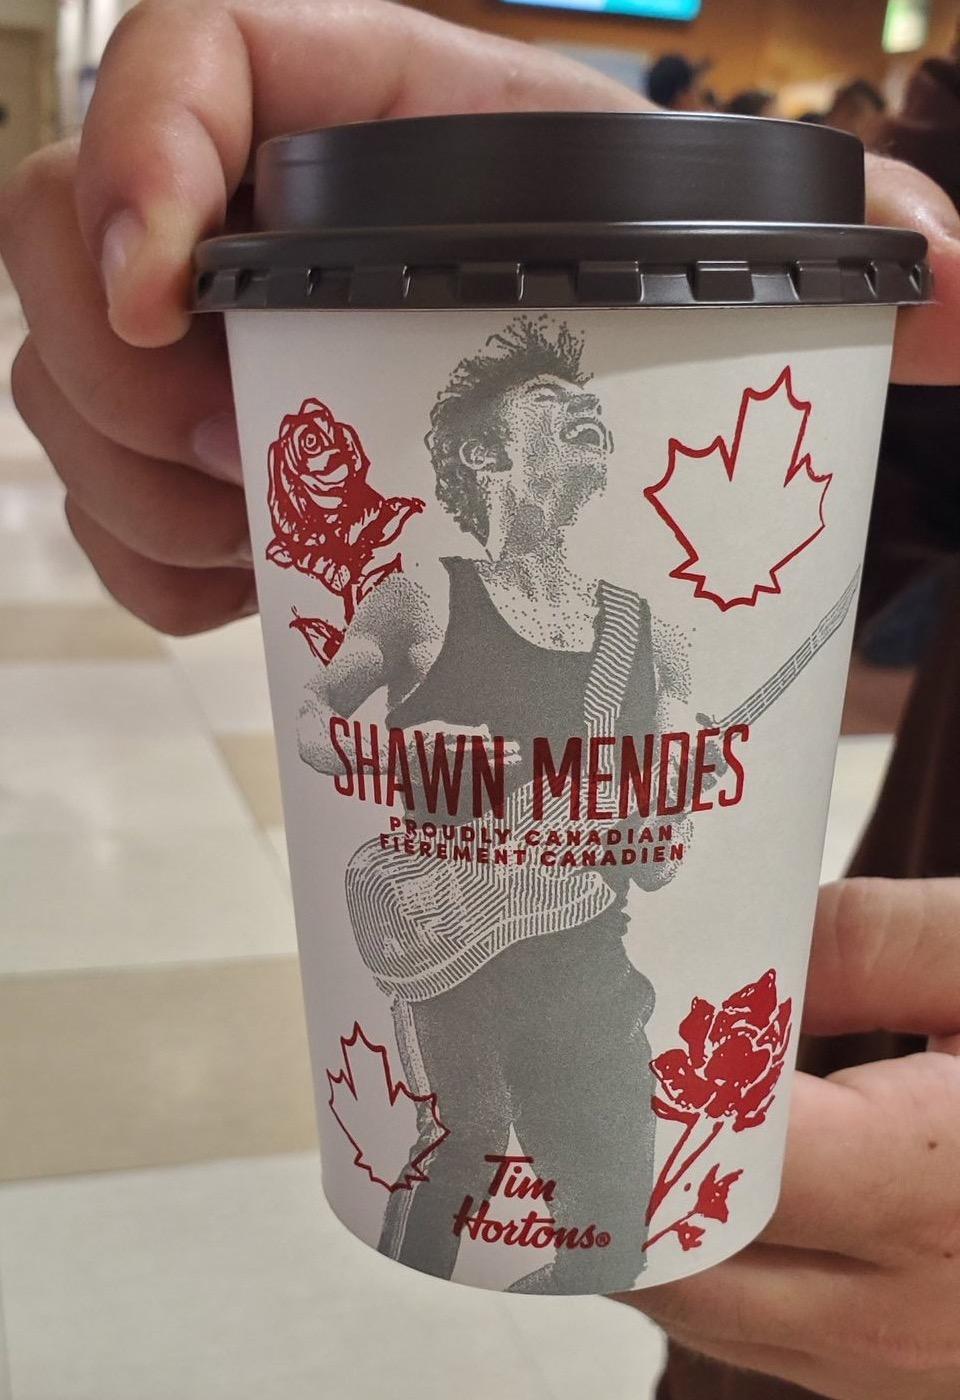 SHAWN MENDES
PROUDLY CANADIAN
FIÈREMENT CANADIEN
Tim
Hortons®